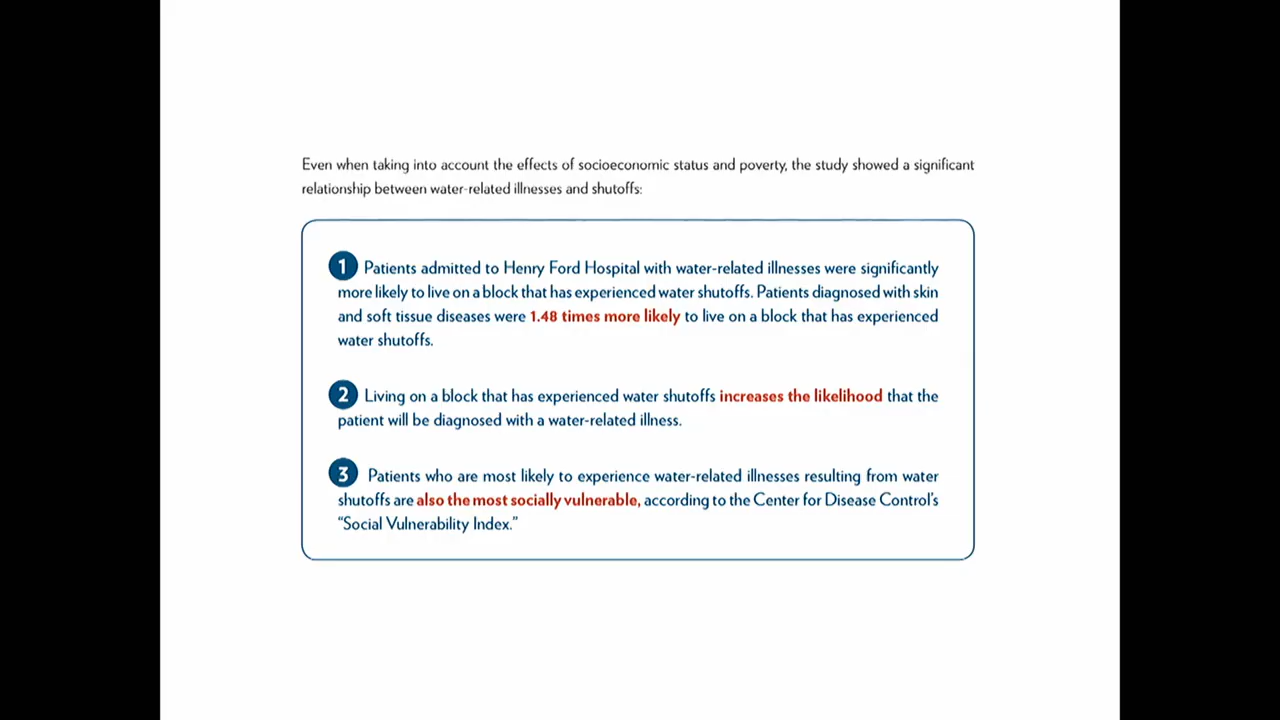 Even when taking into account the effects of socioeconomic status and poverty, the study showed a significant
relationship between water-related illnesses and shutoffs:
1 Patients admitted to Henry Ford Hospital with water-related illnesses were significantly
more likely to live on a block that has experienced water shutoffs. Patients diagnosed with skin
and soft tissue diseases were 1.48 times more likely to live on a block that has experienced
water shutoffs.
2 Living on a block that has experienced water shutoffs increases the likelihood that the
patient will be diagnosed with a water-related illness.
3 Patients who are most likely to experience water-related illnesses resulting from water
shutoffs are also the most socially vulnerable, according to the Center for Disease Control's
“Social Vulnerability Index.”